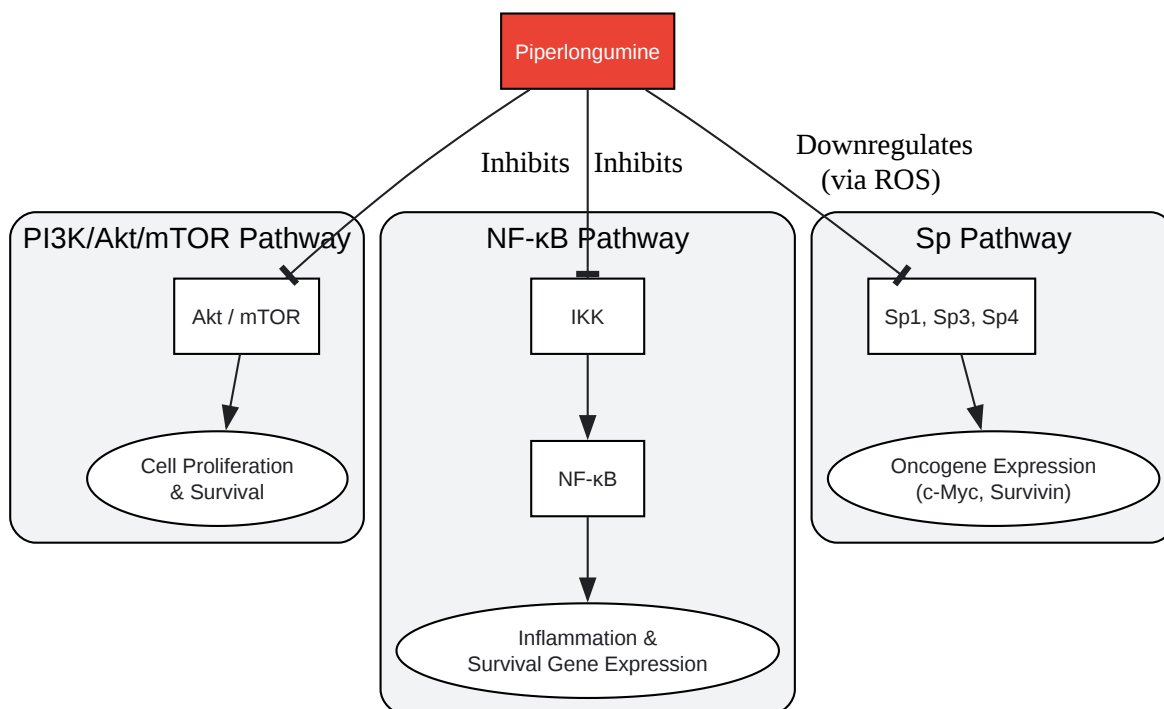 Piperlongumine
Inhibits
Inhibits
Downregulates
(via ROS)
PI3K/Akt/mTOR Pathway
NF-κB Pathway
Sp Pathway
Akt / mTOR
IKK
Sp1, Sp3, Sp4
Cell Proliferation
& Survival
NF-κB
Oncogene Expression
(c-Myc, Survivin)
Inflammation &
Survival Gene Expression